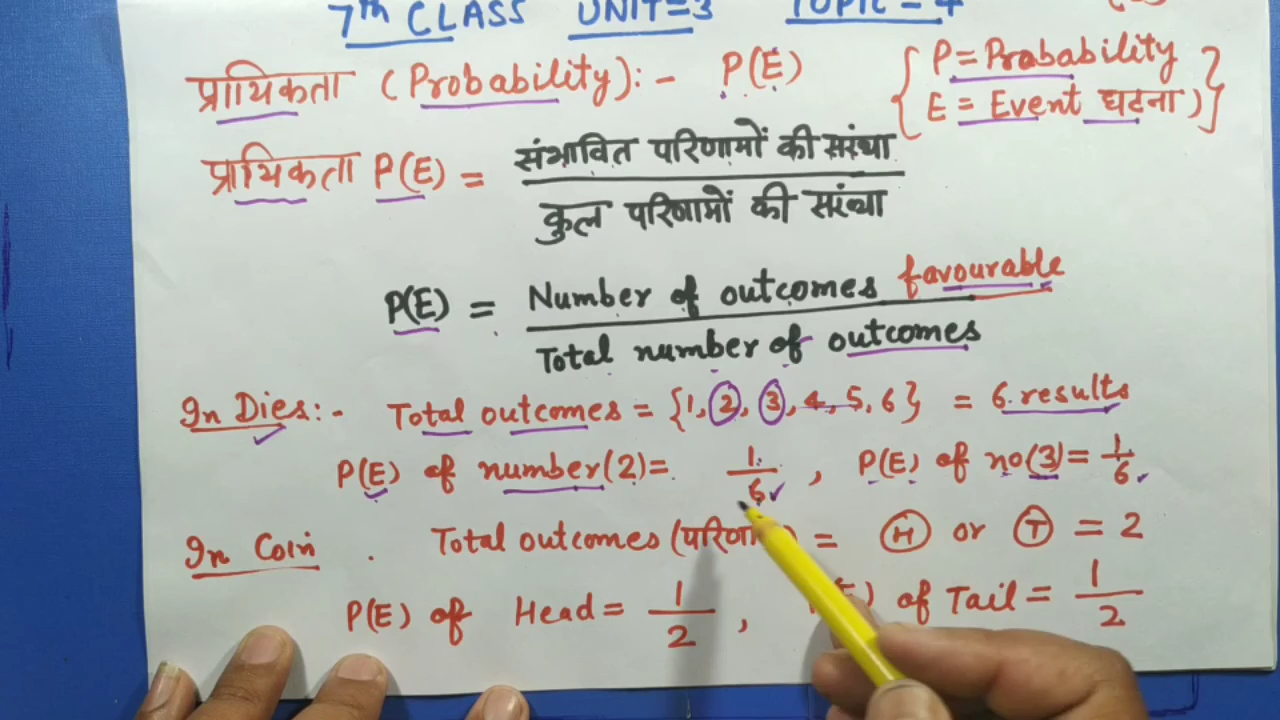 7th CLASS UNIT=3 TOPIC=4
प्रायिकता (Probability):- P(E) { P=Probability
E = Event घटना)}
प्रायिकता P(E) = संभावित परिणामों की संख्या
कुल परिणामों की संख्या
P(E) = Number of outcomes favourable
Total number of outcomes
In Dies:- Total outcomes = {1, 2, 3, 4, 5, 6} = 6 results
P(E) of number(2)= 1/6 , P(E) of no(3)= 1/6
In Coin . Total outcomes = H or T = 2
P(E) of Head = 1/2 , of Tail = 1/2